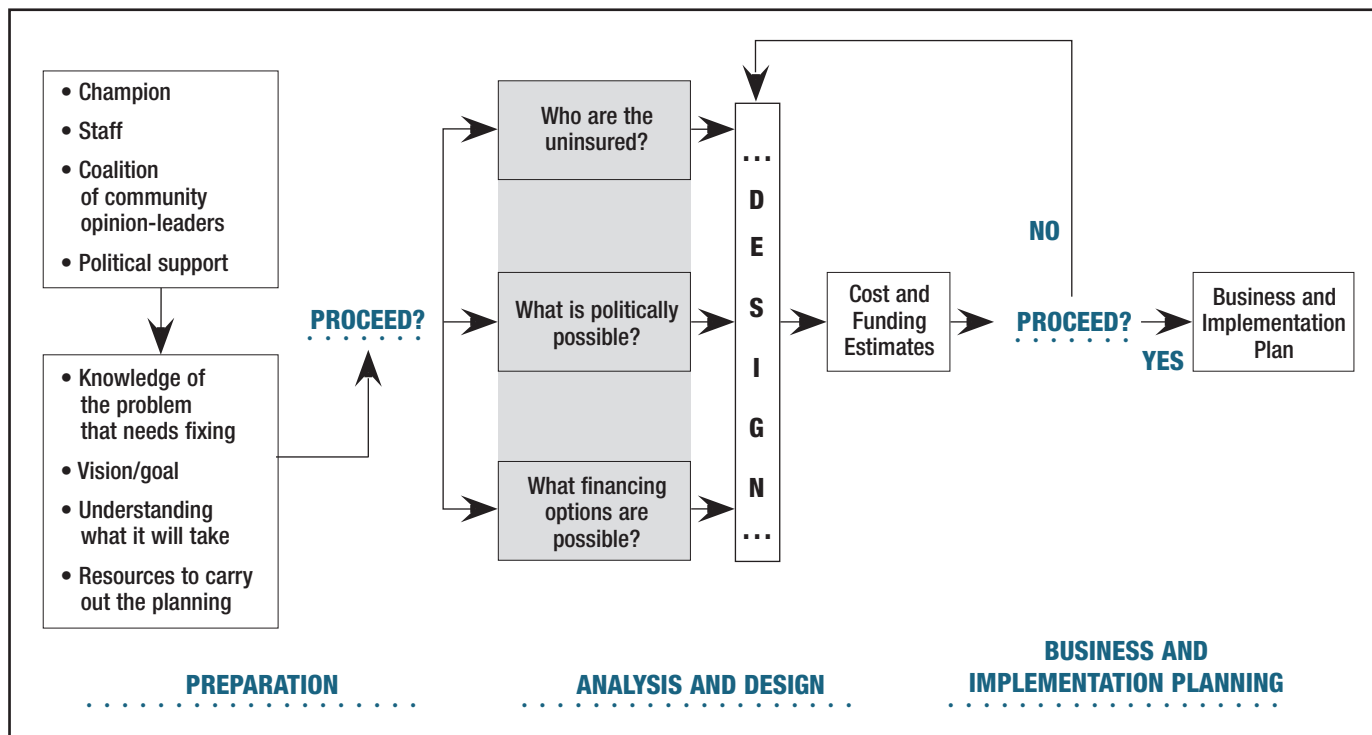 • Champion
• Staff
• Coalition
of community
opinion-leaders
• Political support
• Knowledge of
the problem
that needs fixing
• Vision/goal
• Understanding
what it will take
• Resources to carry
out the planning
PROCEED?
Who are the
uninsured?
What is politically
possible?
What financing
options are
possible?
...
D
E
S
I
G
N
...
Cost and
Funding
Estimates
NO
PROCEED?
YES
Business and
Implementation
Plan
PREPARATION
ANALYSIS AND DESIGN
BUSINESS AND
IMPLEMENTATION PLANNING